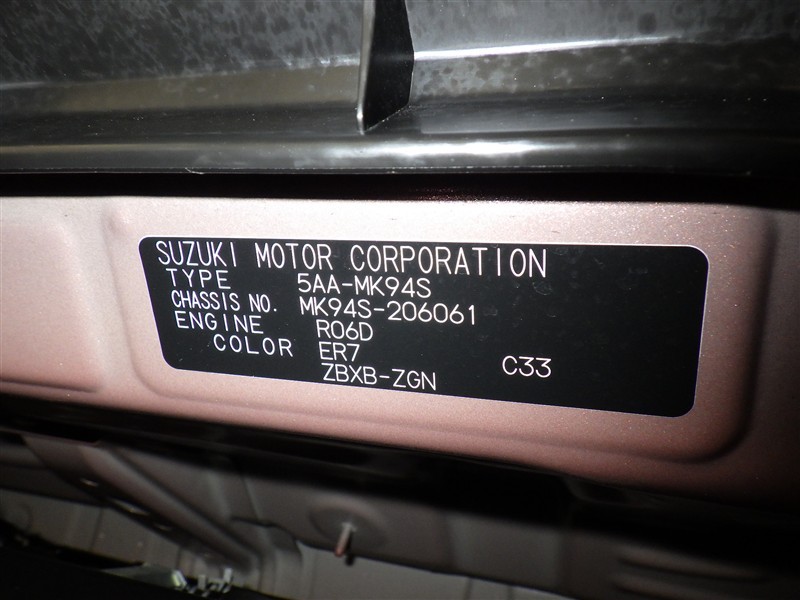 SUZUKI MOTOR CORPORATION
TYPE 5AA-MK94S
CHASSIS NO. MK94S-206061
ENGINE R06D
COLOR ER7 C33
ZBXB-ZGN